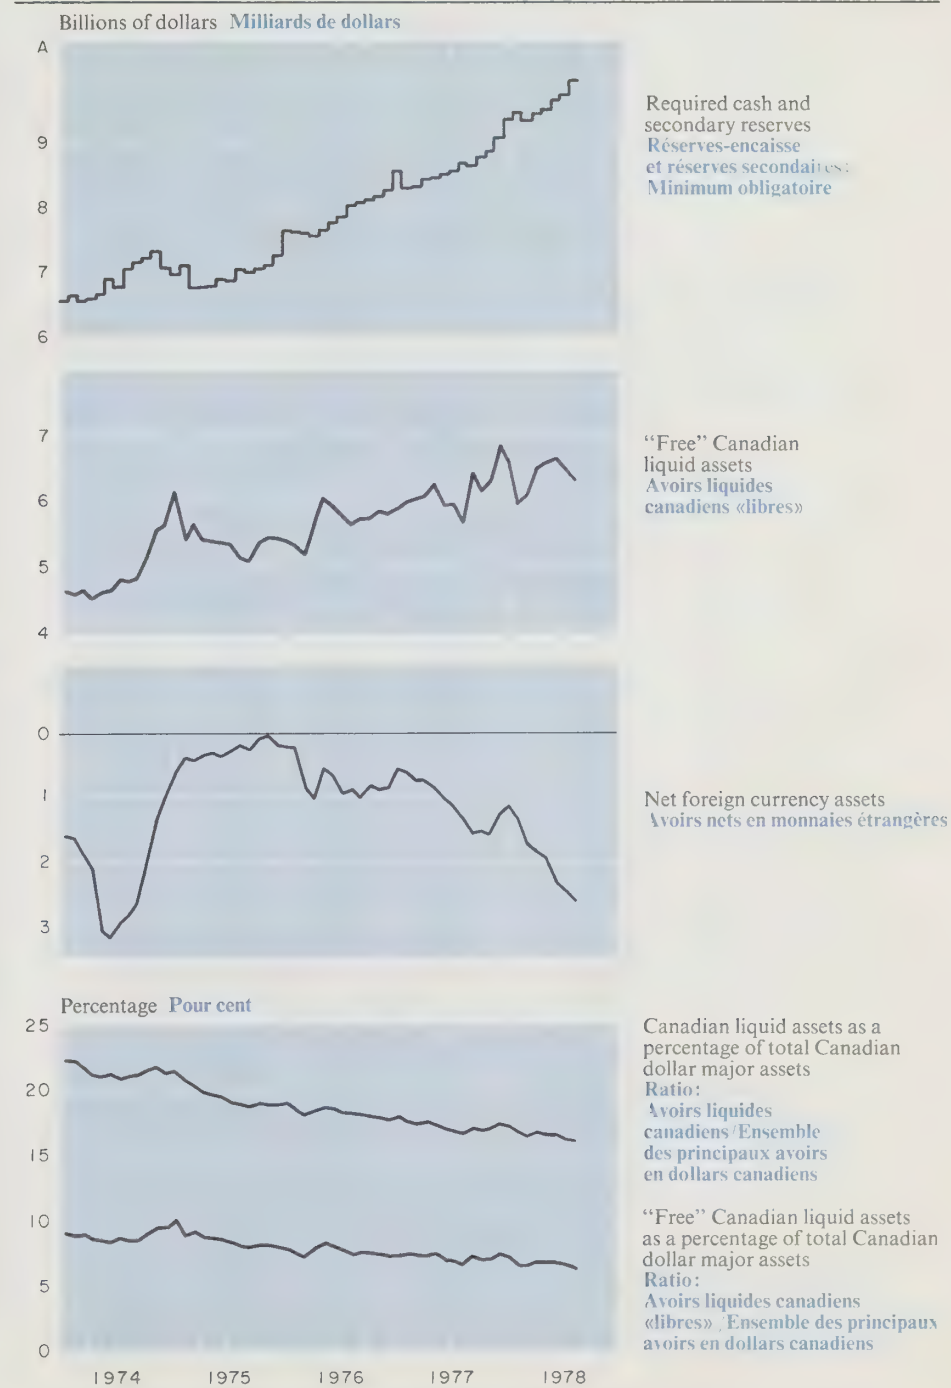 Billions of dollars Milliards de dollars
A
9
8
7
6
Required cash and
secondary reserves
Réserves-encaisse
et réserves secondaires:
Minimum obligatoire
7
6
5
4
"Free" Canadian
liquid assets
Avoirs liquides
canadiens «libres»
0
1
2
3
Net foreign currency assets
Avoirs nets en monnaies étrangères
Percentage Pour cent
25
20
15
10
5
0
Canadian liquid assets as a
percentage of total Canadian
dollar major assets
Ratio:
Avoirs liquides
canadiens/Ensemble
des principaux avoirs
en dollars canadiens
"Free" Canadian liquid assets
as a percentage of total Canadian
dollar major assets
Ratio:
Avoirs liquides canadiens
«libres»/Ensemble des principaux
avoirs en dollars canadiens
1974 1975 1976 1977 1978